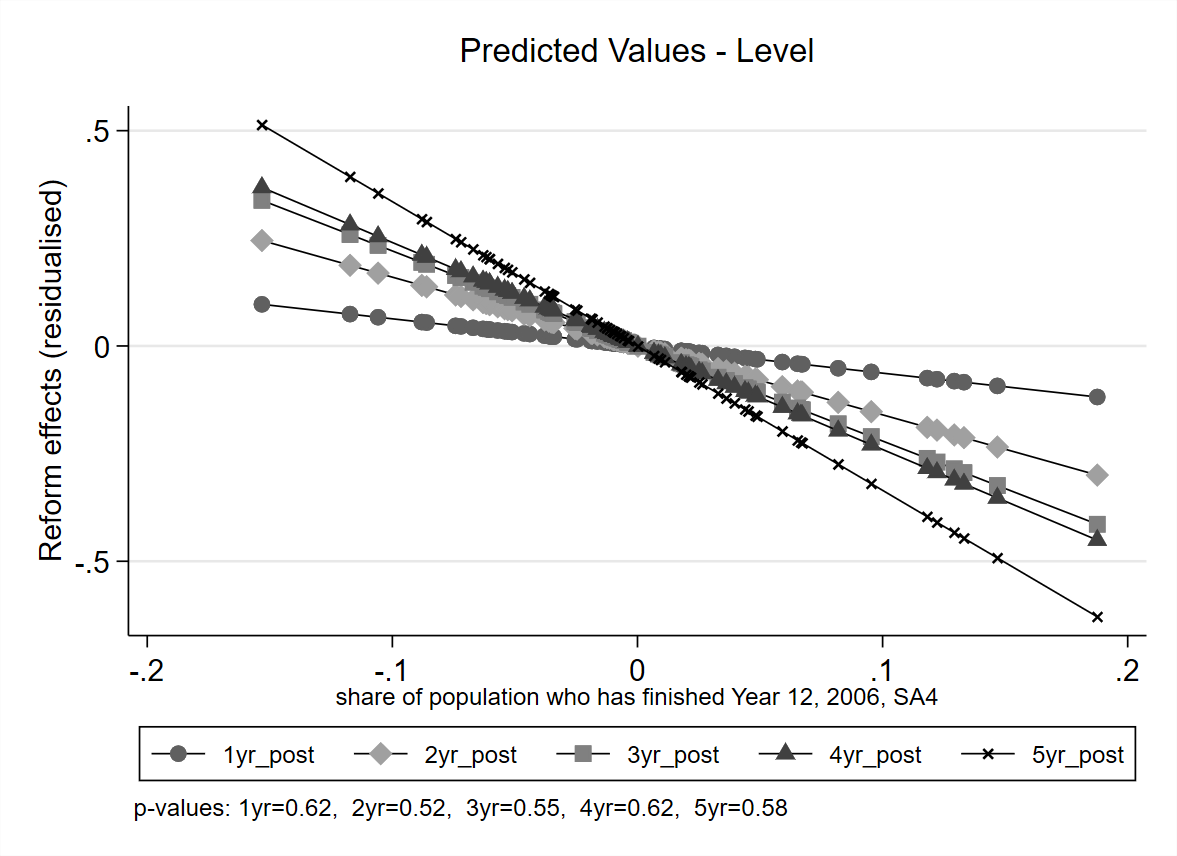 Predicted Values - Level
Reform effects (residualised)
.5
0
-.5
-.2
-.1
0
.1
.2
share of population who has finished Year 12, 2006, SA4
1yr_post
2yr_post
3yr_post
4yr_post
5yr_post
p-values: 1yr=0.62, 2yr=0.52, 3yr=0.55, 4yr=0.62, 5yr=0.58